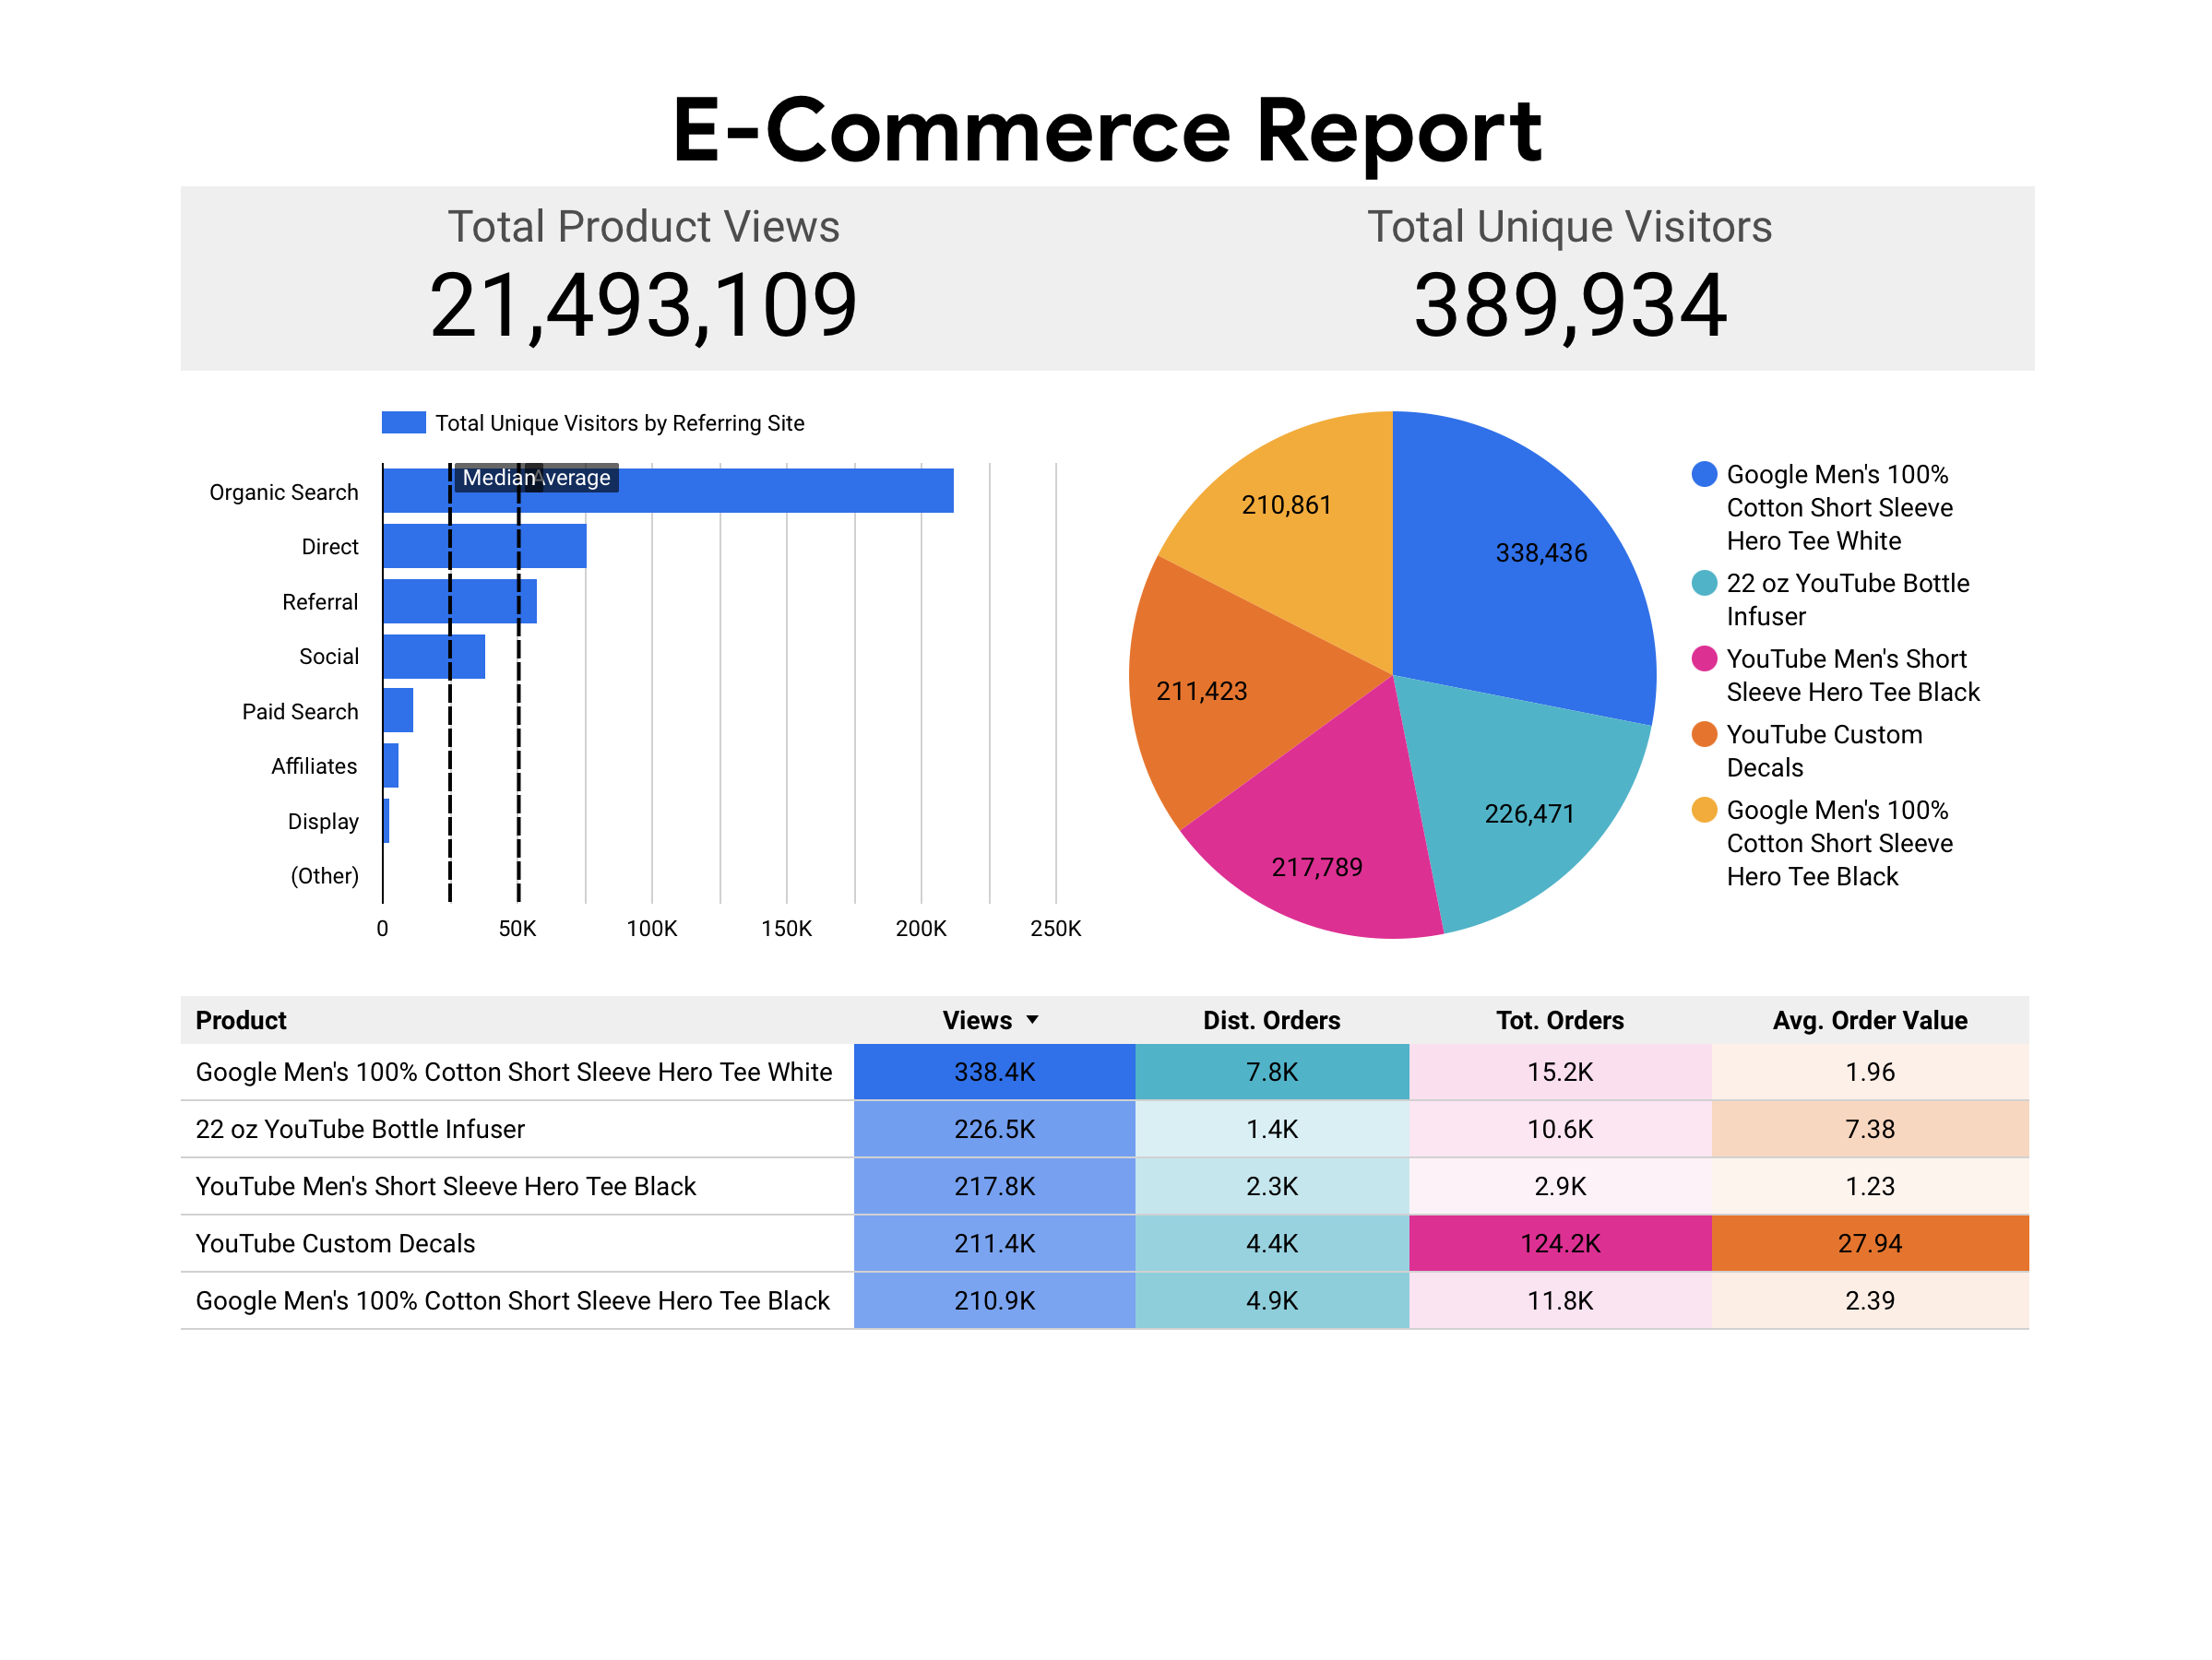 E-Commerce Report
Total Product Views
21,493,109
Total Unique Visitors
389,934
Total Unique Visitors by Referring Site
Median
Average
Organic Search
Direct
Referral
Social
Paid Search
Affiliates
Display
(Other)
0 50K 100K 150K 200K 250K
338,436
226,471
217,789
211,423
210,861
Google Men's 100%
Cotton Short Sleeve
Hero Tee White
22 oz YouTube Bottle
Infuser
YouTube Men's Short
Sleeve Hero Tee Black
YouTube Custom
Decals
Google Men's 100%
Cotton Short Sleeve
Hero Tee Black
Product Views Dist. Orders Tot. Orders Avg. Order Value
Google Men's 100% Cotton Short Sleeve Hero Tee White 338.4K 7.8K 15.2K 1.96
22 oz YouTube Bottle Infuser 226.5K 1.4K 10.6K 7.38
YouTube Men's Short Sleeve Hero Tee Black 217.8K 2.3K 2.9K 1.23
YouTube Custom Decals 211.4K 4.4K 124.2K 27.94
Google Men's 100% Cotton Short Sleeve Hero Tee Black 210.9K 4.9K 11.8K 2.39